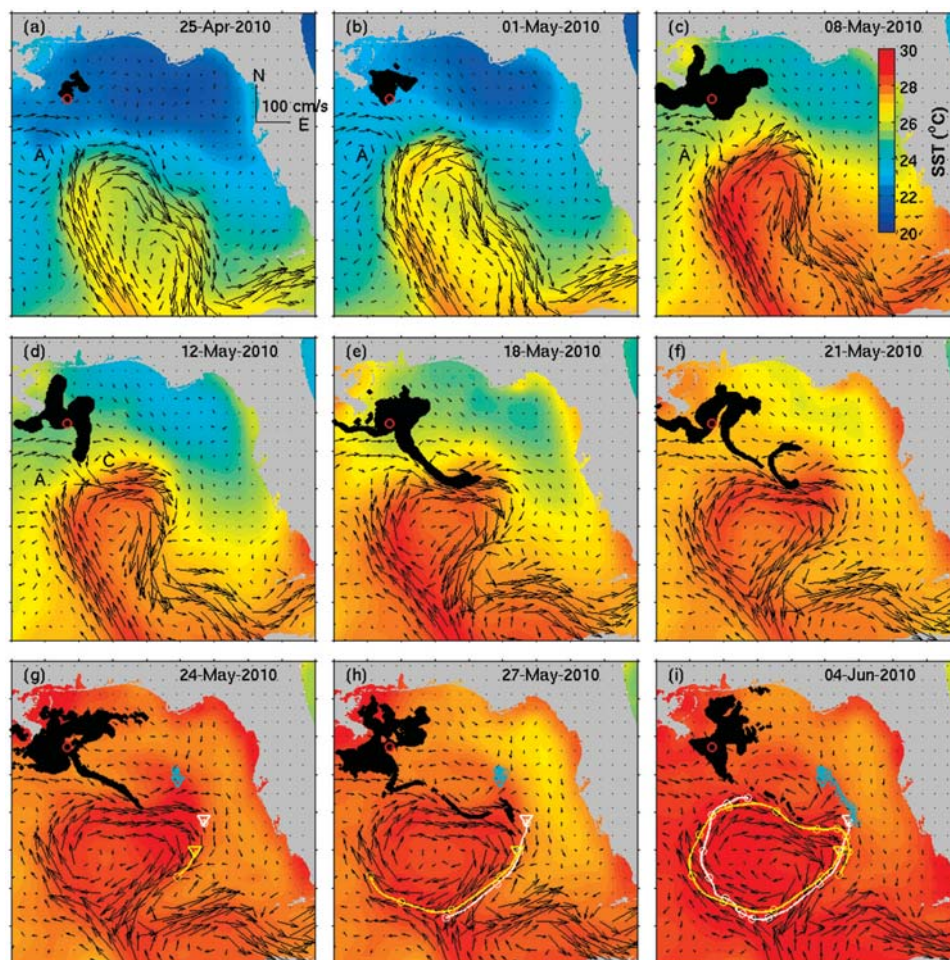 (a) 25-Apr-2010
N
100 cm/s
E
A
(b) 01-May-2010
A
(c) 08-May-2010
30
28
26
24
22
20
SST (°C)
A
(d) 12-May-2010
C
A
(e) 18-May-2010
(f) 21-May-2010
(g) 24-May-2010
(h) 27-May-2010
(i) 04-Jun-2010